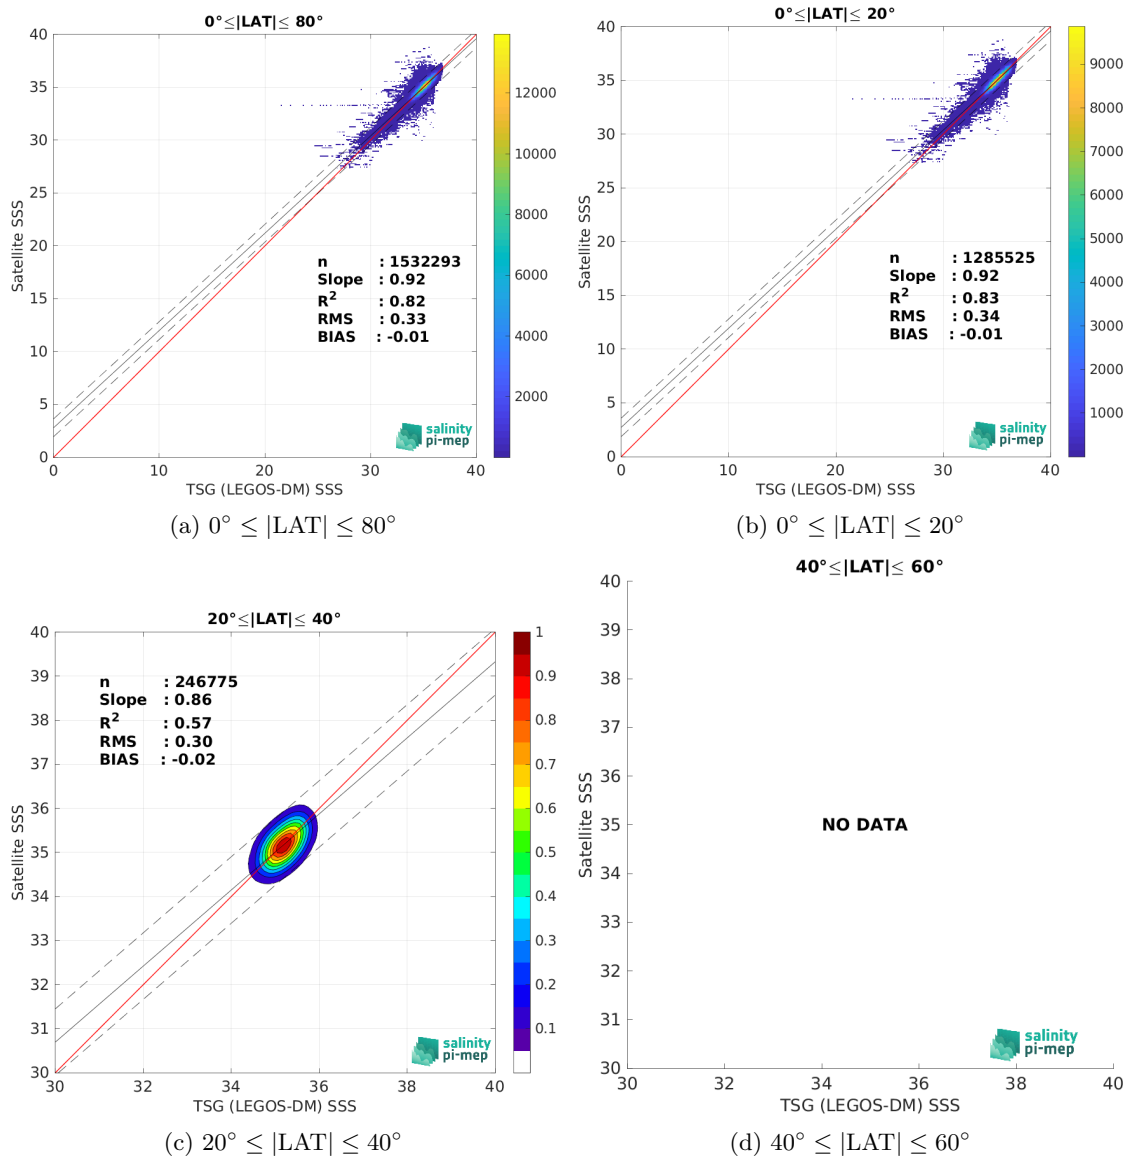 0°≤|LAT|≤ 80°
40
35
30
25
20
15
10
5
0
Satellite SSS
n : 1532293
Slope : 0.92
R² : 0.82
RMS : 0.33
BIAS : -0.01
salinity
pi-mep
0 10 20 30 40
TSG (LEGOS-DM) SSS
12000
10000
8000
6000
4000
2000
(a) 0° ≤ |LAT| ≤ 80°
0°≤|LAT|≤ 20°
40
35
30
25
20
15
10
5
0
Satellite SSS
n : 1285525
Slope : 0.92
R² : 0.83
RMS : 0.34
BIAS : -0.01
salinity
pi-mep
0 10 20 30 40
TSG (LEGOS-DM) SSS
9000
8000
7000
6000
5000
4000
3000
2000
1000
(b) 0° ≤ |LAT| ≤ 20°
20°≤|LAT|≤ 40°
40
39
38
37
36
35
34
33
32
31
30
Satellite SSS
n : 246775
Slope : 0.86
R² : 0.57
RMS : 0.30
BIAS : -0.02
salinity
pi-mep
30 32 34 36 38 40
TSG (LEGOS-DM) SSS
1
0.9
0.8
0.7
0.6
0.5
0.4
0.3
0.2
0.1
(c) 20° ≤ |LAT| ≤ 40°
40°≤|LAT|≤ 60°
40
39
38
37
36
35
34
33
32
31
30
Satellite SSS
NO DATA
salinity
pi-mep
30 32 34 36 38 40
TSG (LEGOS-DM) SSS
(d) 40° ≤ |LAT| ≤ 60°